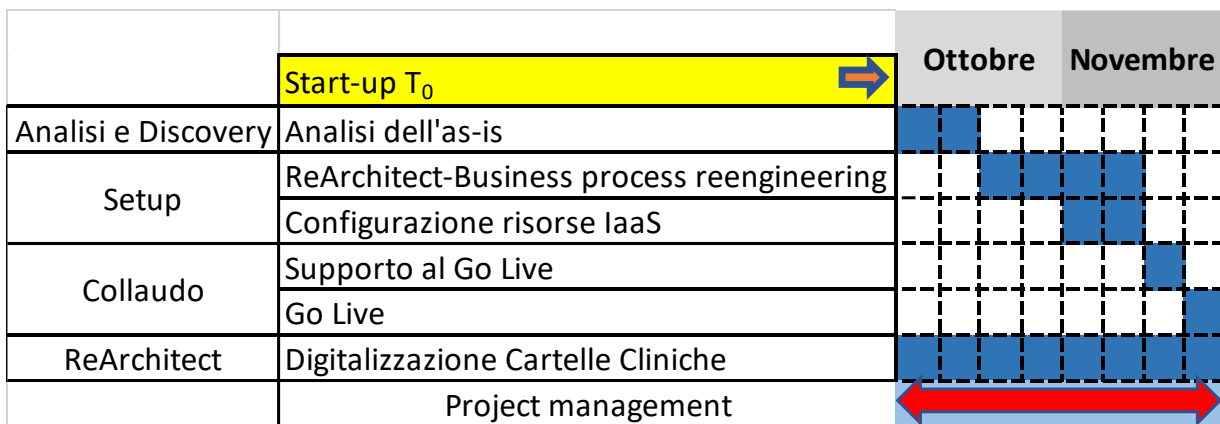 Ottobre Novembre
Start-up T₀
Analisi e Discovery Analisi dell'as-is
Setup
ReArchitect-Business process reengineering
Configurazione risorse IaaS
Collaudo
Supporto al Go Live
Go Live
ReArchitect Digitalizzazione Cartelle Cliniche
Project management